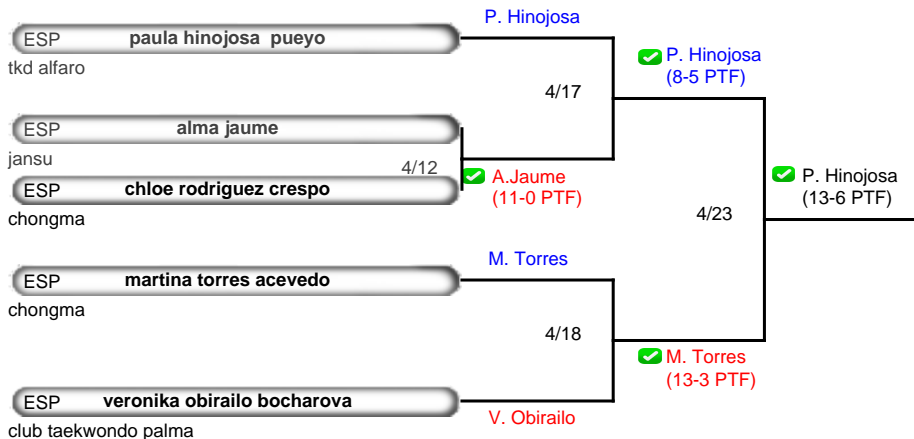 P. Hinojosa
ESP paula hinojosa pueyo
tkd alfaro
P. Hinojosa
(8-5 PTF)
4/17
ESP alma jaume
jansu
4/12
A.Jaume
(11-0 PTF)
ESP chloe rodriguez crespo
chongma
P. Hinojosa
(13-6 PTF)
4/23
M. Torres
ESP martina torres acevedo
chongma
4/18
M. Torres
(13-3 PTF)
ESP veronika obirailo bocharova
V. Obirailo
club taekwondo palma